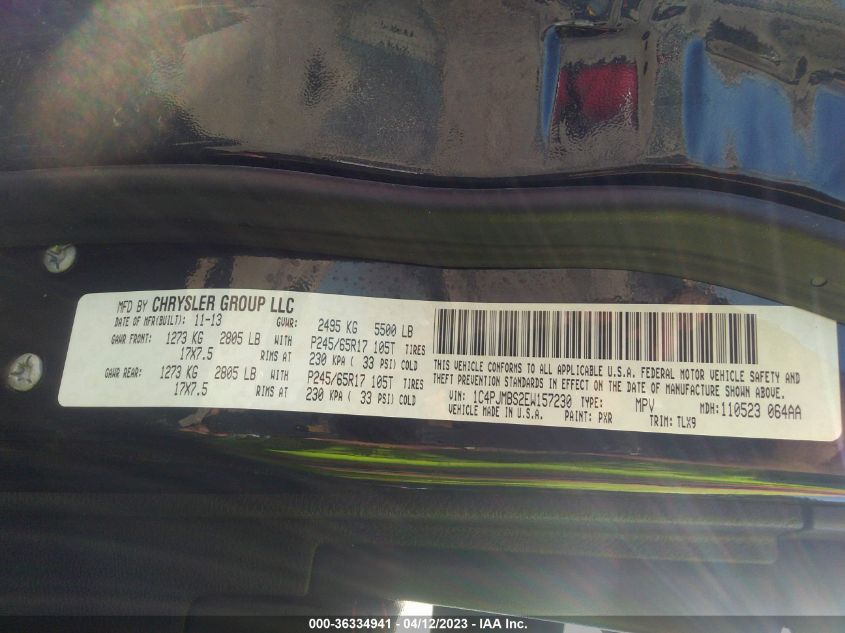 MFD BY CHRYSLER GROUP LLC
DATE OF MFR(BUILT): 11-13 GVWR: 2495 KG 5500 LB
GAWR FRONT: 1273 KG 2805 LB WITH P245/65R17 105T TIRES
17X7.5 RIMS AT 230 KPA ( 33 PSI) COLD
GAWR REAR: 1273 KG 2805 LB WITH P245/65R17 105T TIRES
17X7.5 RIMS AT 230 KPA ( 33 PSI) COLD
THIS VEHICLE CONFORMS TO ALL APPLICABLE U.S.A. FEDERAL MOTOR VEHICLE SAFETY AND
THEFT PREVENTION STANDARDS IN EFFECT ON THE DATE OF MANUFACTURE SHOWN ABOVE.
VIN: 1C4PJMBS2EW157230 TYPE: MPV MDH: 110523 064AA
VEHICLE MADE IN U.S.A. PAINT: PXR TRIM: TLX9
000-36334941 - 04/12/2023 - IAA Inc.